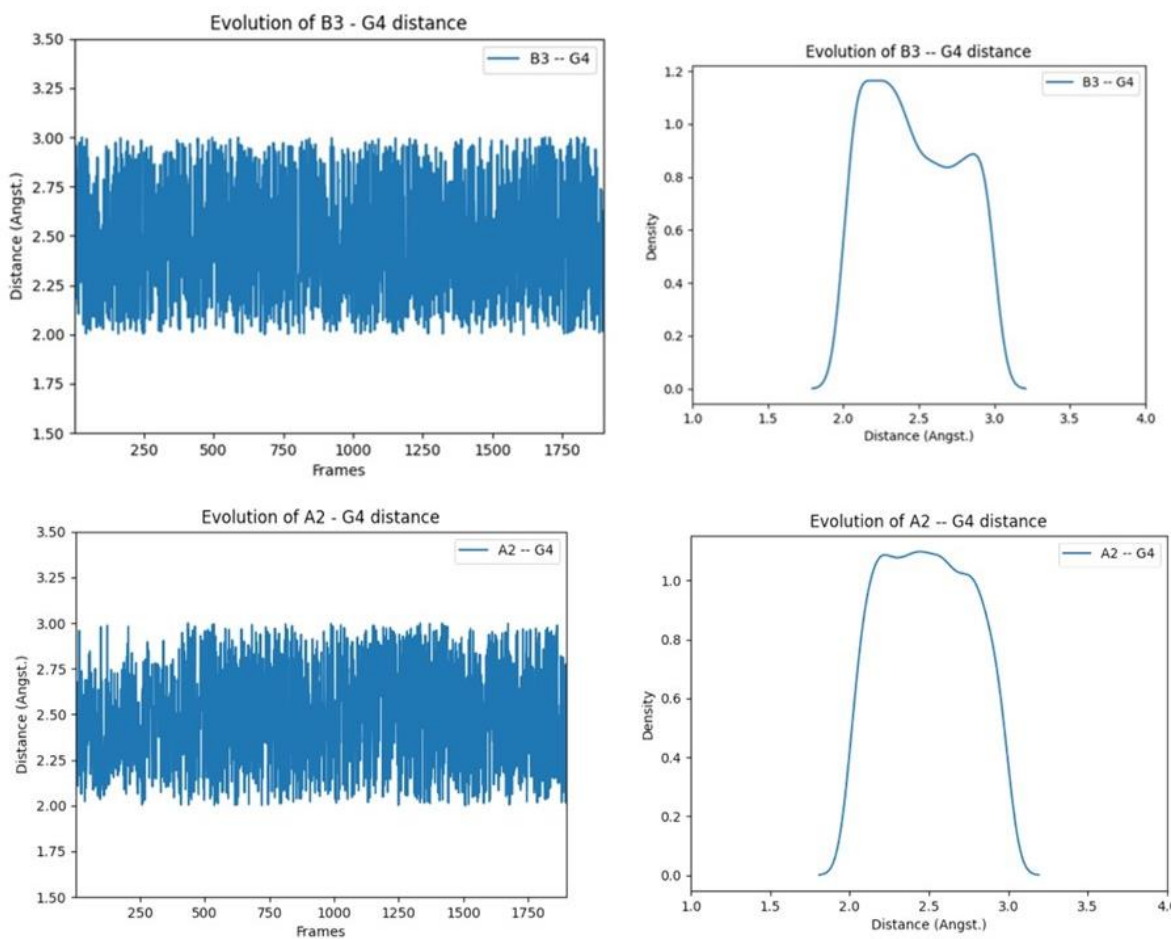 Evolution of B3 - G4 distance
B3 -- G4
3.50
3.25
3.00
2.75
2.50
2.25
2.00
1.75
1.50
Distance (Angst.)
250 500 750 1000 1250 1500 1750
Frames
Evolution of B3 -- G4 distance
B3 -- G4
1.2
1.0
0.8
0.6
0.4
0.2
0.0
Density
1.0 1.5 2.0 2.5 3.0 3.5 4.0
Distance (Angst.)
Evolution of A2 - G4 distance
A2 -- G4
3.50
3.25
3.00
2.75
2.50
2.25
2.00
1.75
1.50
Distance (Angst.)
250 500 750 1000 1250 1500 1750
Frames
Evolution of A2 -- G4 distance
A2 -- G4
1.0
0.8
0.6
0.4
0.2
0.0
Density
1.0 1.5 2.0 2.5 3.0 3.5 4.0
Distance (Angst.)